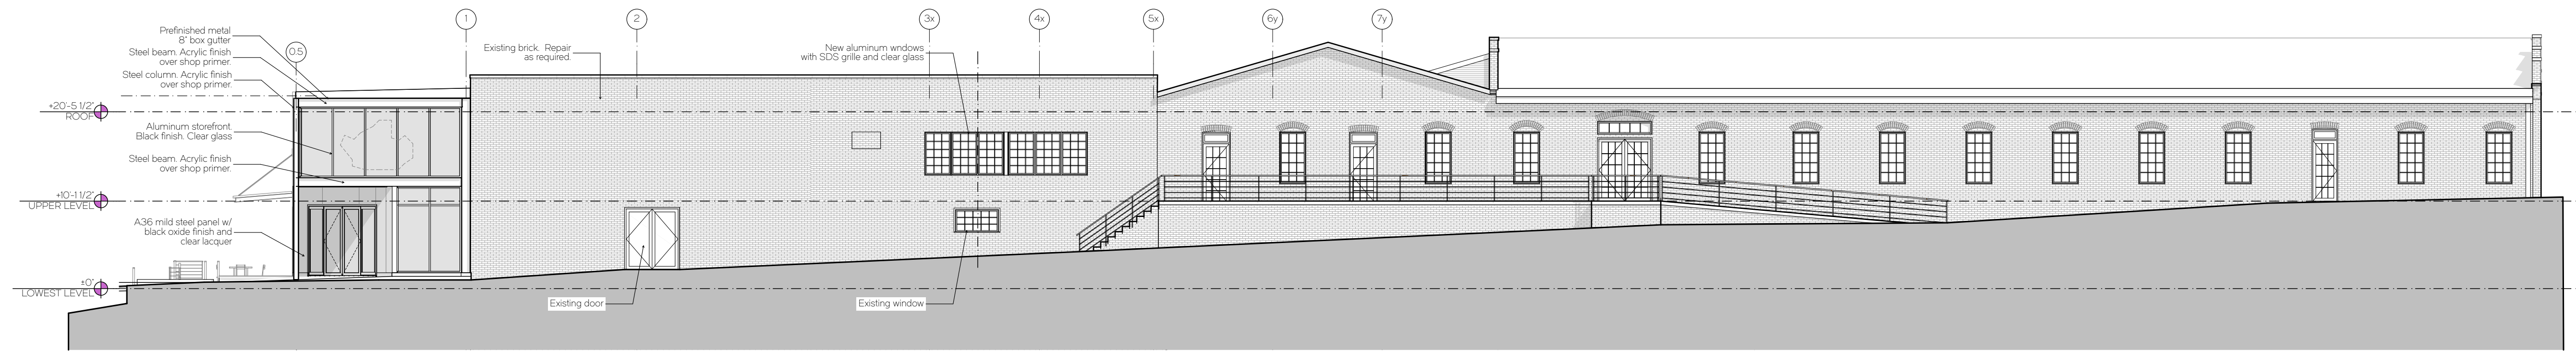 1
2
3x
4x
5x
6y
7y
0.5
Prefinished metal
8" box gutter
Steel beam. Acrylic finish
over shop primer.
Steel column. Acrylic finish
over shop primer.
+20'-5 1/2"
ROOF
Aluminum storefront.
Black finish. Clear glass
Steel beam. Acrylic finish
over shop primer.
+10'-1 1/2"
UPPER LEVEL
A36 mild steel panel w/
black oxide finish and
clear lacquer
±0"
LOWEST LEVEL
Existing brick. Repair
as required.
New aluminum wndows
with SDS grille and clear glass
Existing door
Existing window